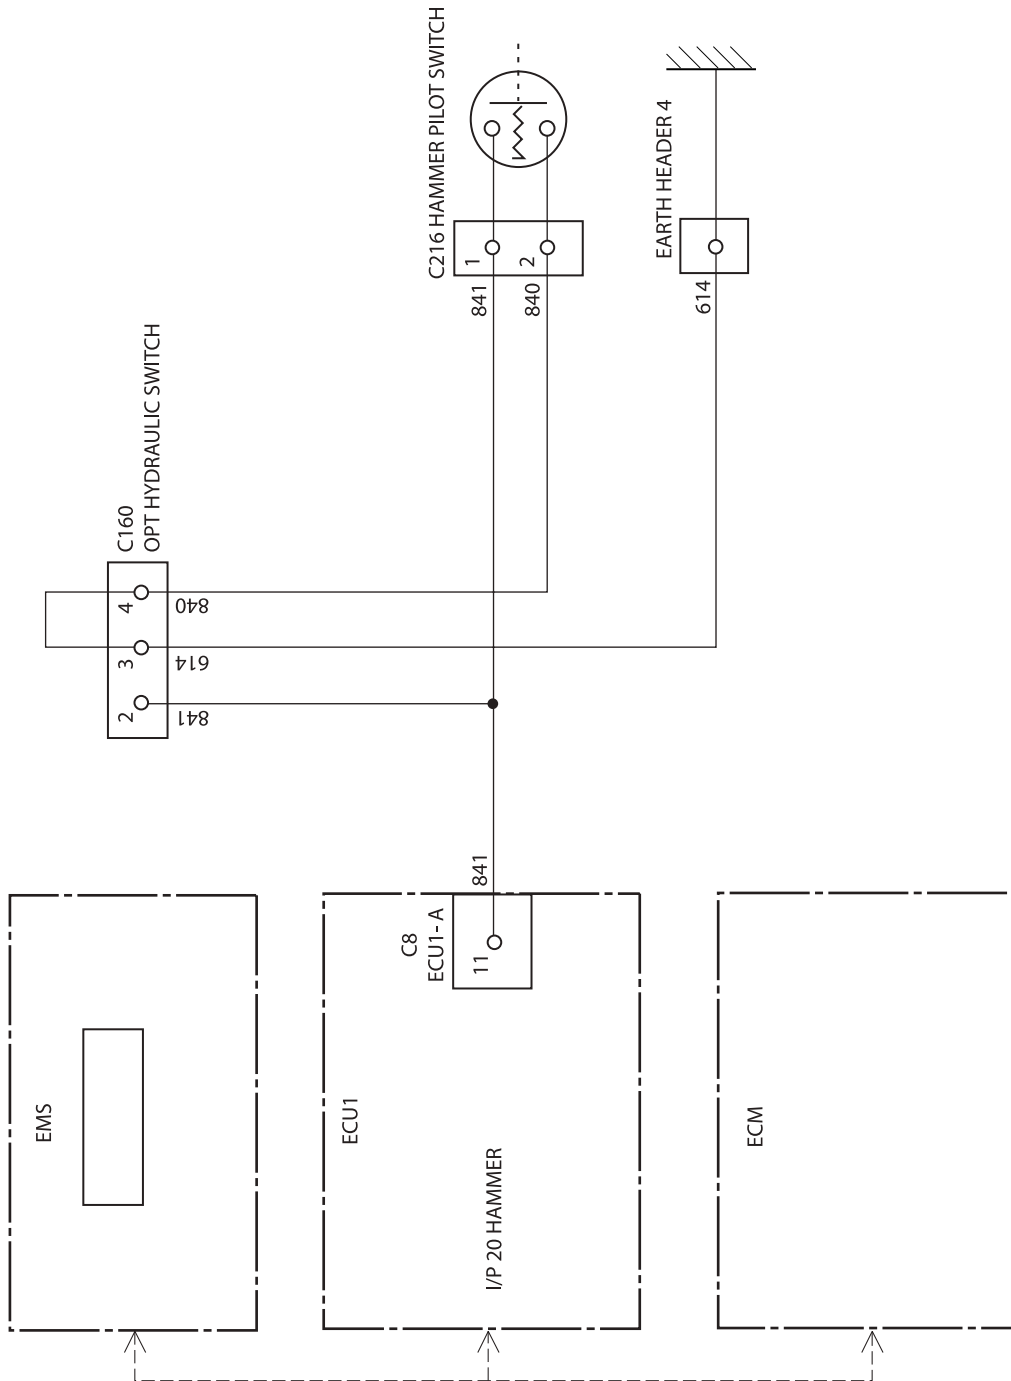 C216 HAMMER PILOT SWITCH
1
2
841
840
EARTH HEADER 4
614
C160
OPT HYDRAULIC SWITCH
4
3
2
840
614
841
841
C8
ECU1- A
11
EMS
ECU1
I/P 20 HAMMER
ECM